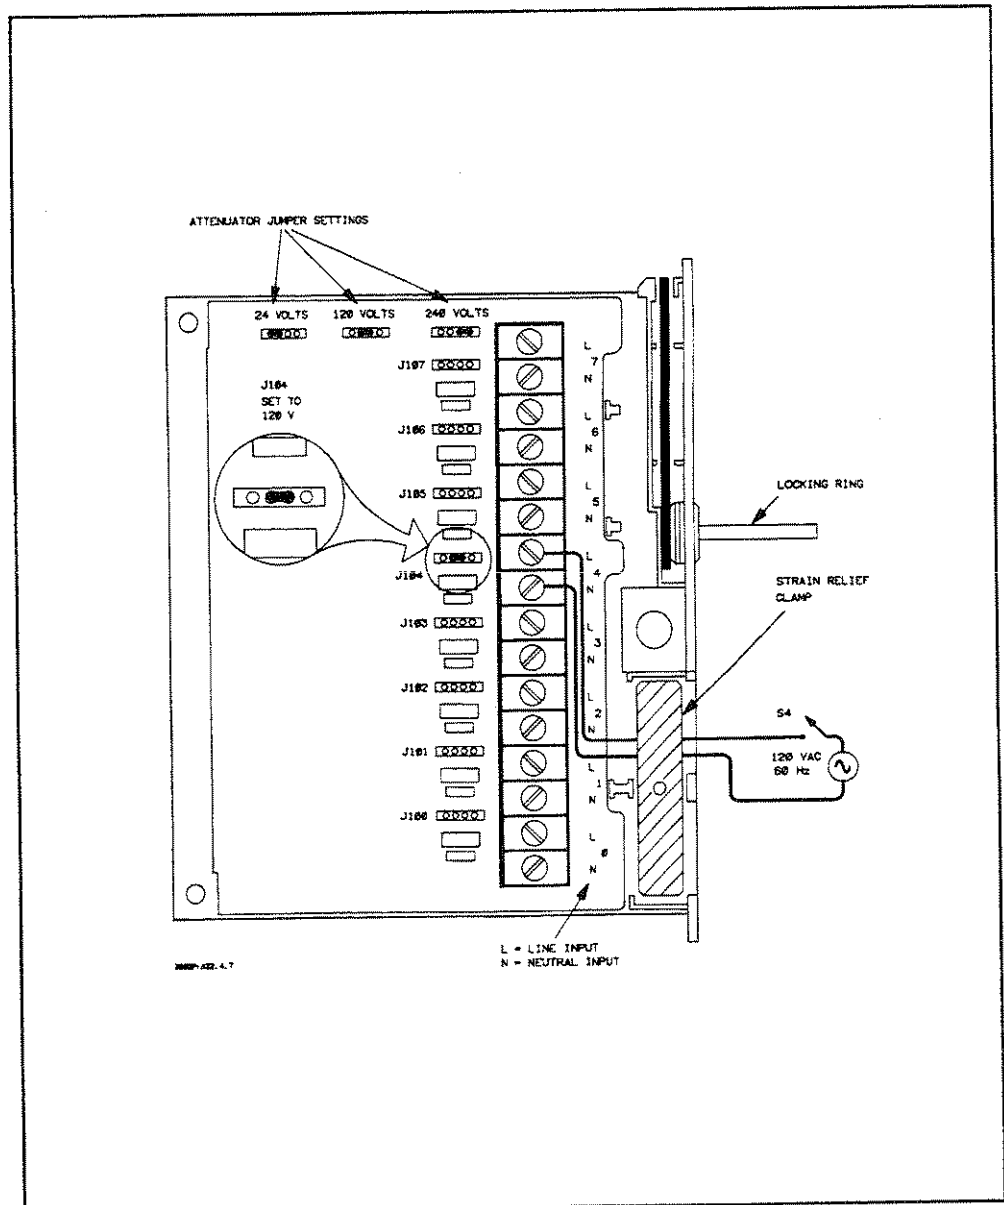 ATTENUATOR JUMPER SETTINGS
24 VOLTS 120 VOLTS 240 VOLTS
J107
J104
SET TO
120 V
J106
J105
J104
J103
J102
J101
J100
L
7
N
L
6
N
L
5
N
L
4
N
L
3
N
L
2
N
L
1
N
L
0
N
LOCKING RING
STRAIN RELIEF
CLAMP
S4
120 VAC
60 Hz
L = LINE INPUT
N = NEUTRAL INPUT